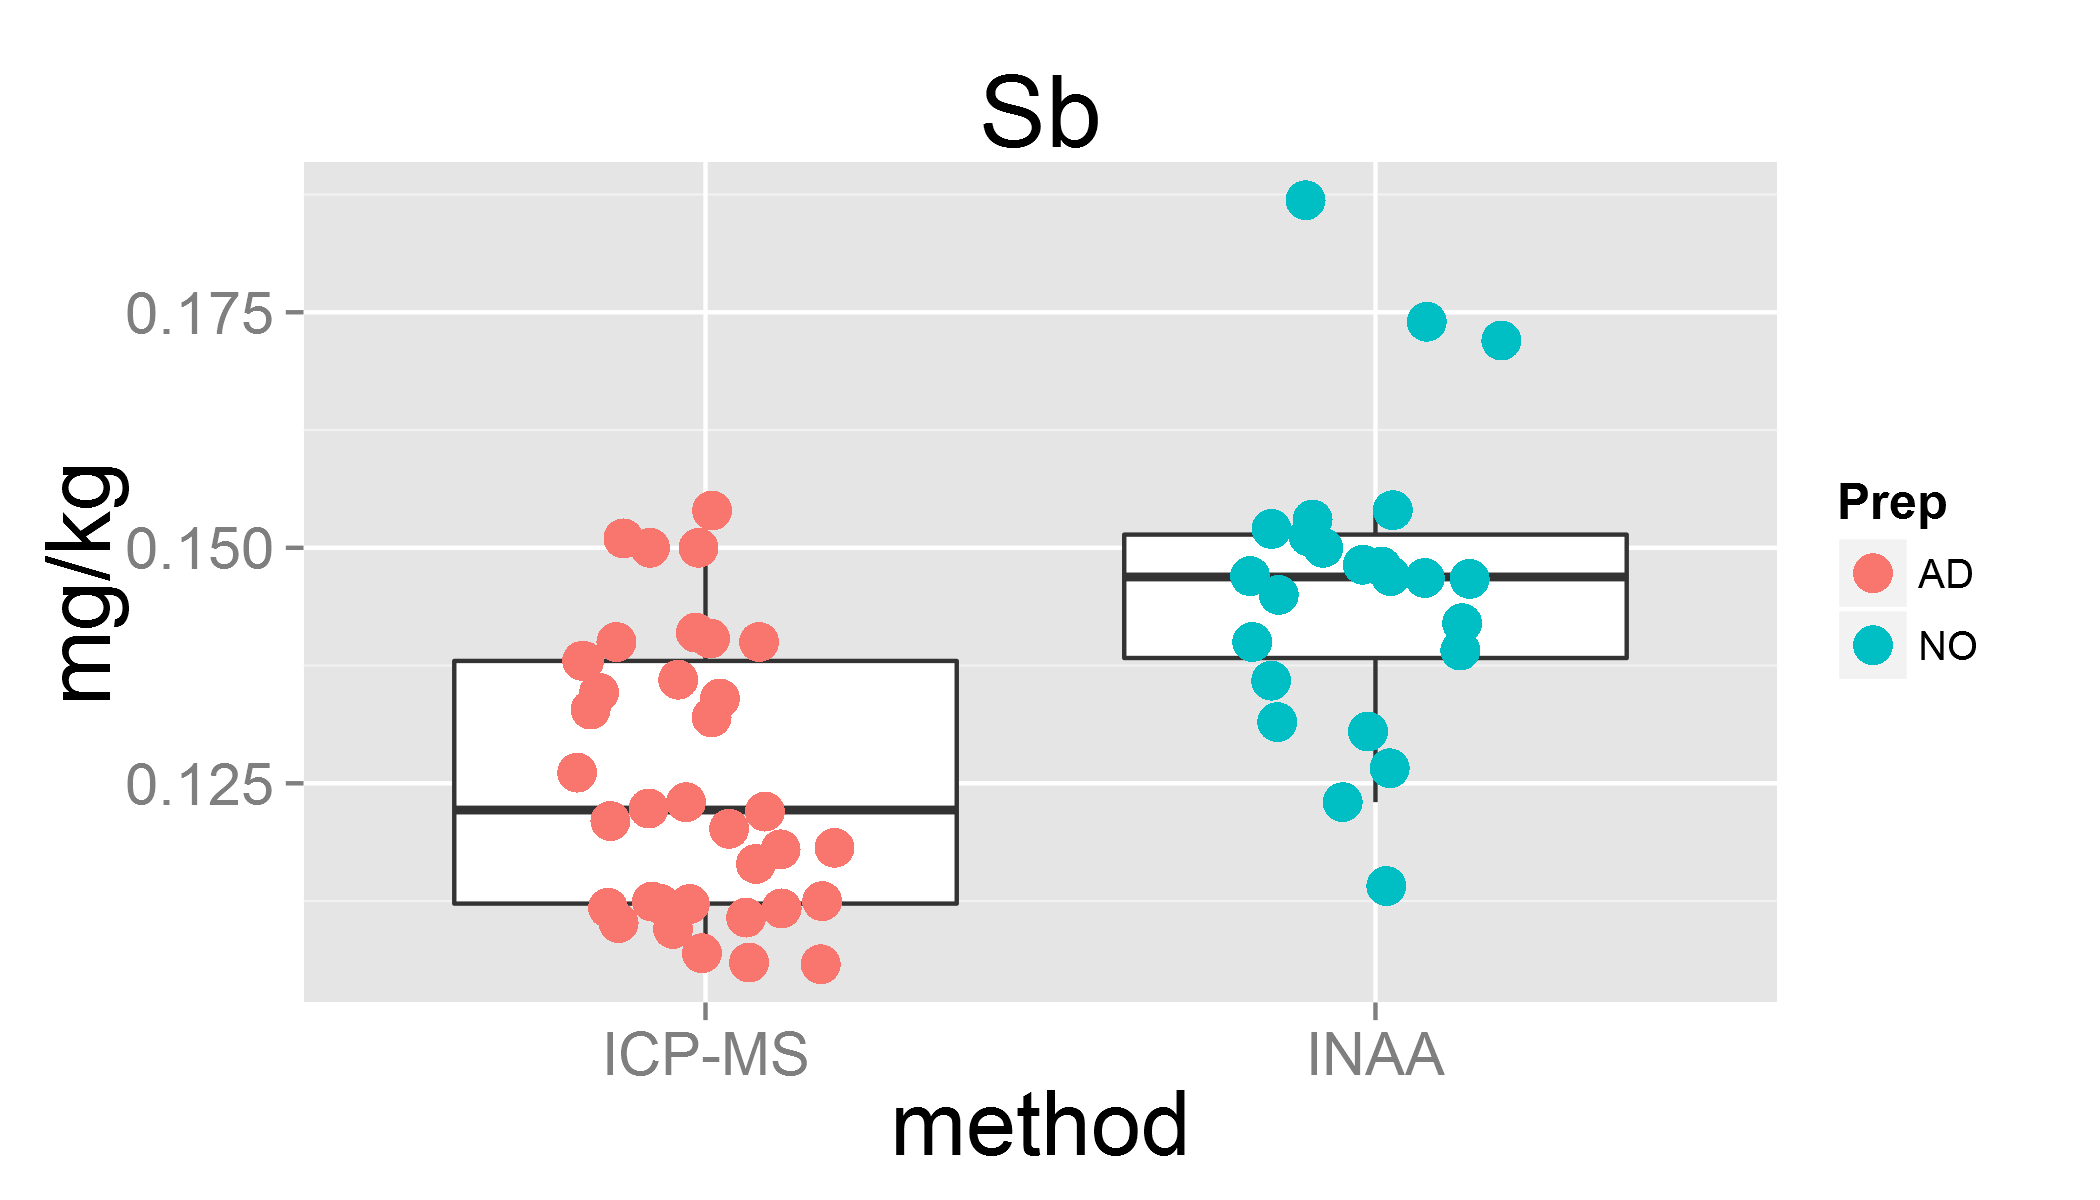 Sb
mg/kg
0.175
0.150
0.125
ICP-MS
INAA
method
Prep
AD
NO